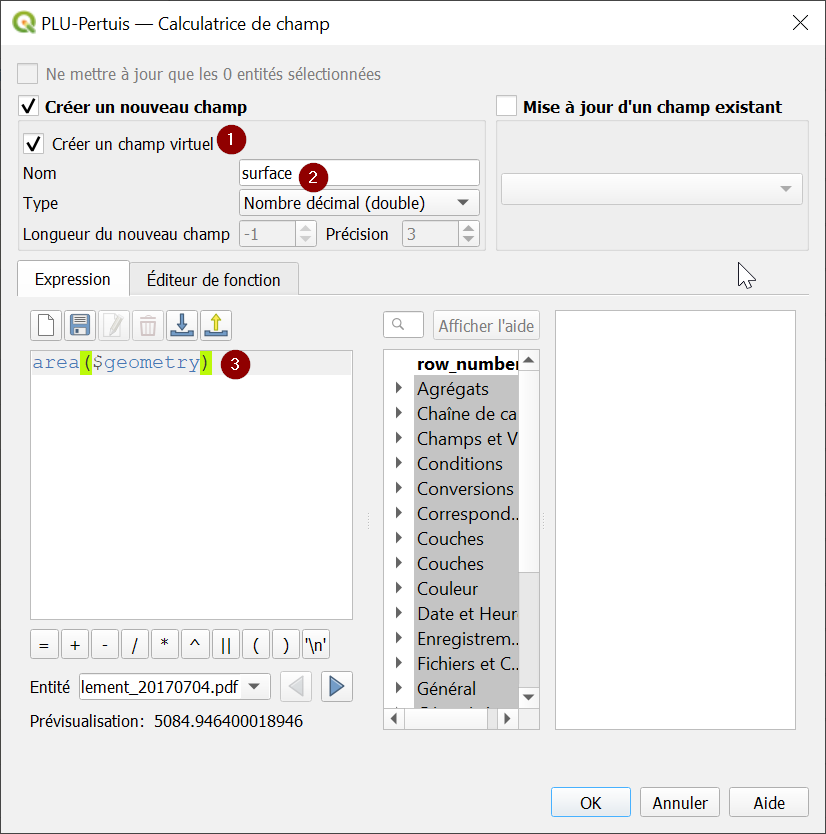 PLU-Pertuis — Calculatrice de champ
Ne mettre à jour que les 0 entités sélectionnées
Créer un nouveau champ
Mise à jour d'un champ existant
Créer un champ virtuel 1
Nom surface 2
Type Nombre décimal (double)
Longueur du nouveau champ -1 Précision 3
Expression Éditeur de fonction
Afficher l'aide
area($geometry) 3
row_number
Agrégats
Chaîne de ca
Champs et V
Conditions
Conversions
Correspond...
Couches
Couches
Couleur
Date et Heur
Enregistrem...
Fichiers et C...
Général
= + - / * ^ || ( ) '\n'
Entité lement_20170704.pdf
Prévisualisation: 5084.946400018946
OK Annuler Aide